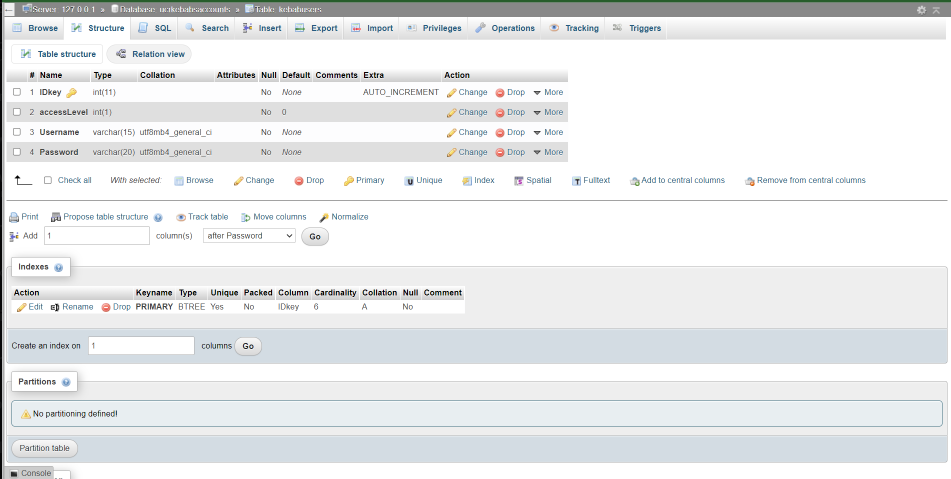 Server: 127.0.0.1 » Database: uckebabsaccounts » Table: kebabusers
Browse Structure SQL Search Insert Export Import Privileges Operations Tracking Triggers
Table structure Relation view
# Name Type Collation Attributes Null Default Comments Extra Action
1 IDkey int(11) No None AUTO_INCREMENT Change Drop More
2 accessLevel int(1) No 0 Change Drop More
3 Username varchar(15) utf8mb4_general_ci No None Change Drop More
4 Password varchar(20) utf8mb4_general_ci No None Change Drop More
Check all With selected: Browse Change Drop Primary Unique Index Spatial Fulltext Add to central columns Remove from central columns
Print Propose table structure Track table Move columns Normalize
Add 1 column(s) after Password Go
Indexes
Action Keyname Type Unique Packed Column Cardinality Collation Null Comment
Edit Rename Drop PRIMARY BTREE Yes No IDkey 6 A No
Create an index on 1 columns Go
Partitions
No partitioning defined!
Partition table
Console